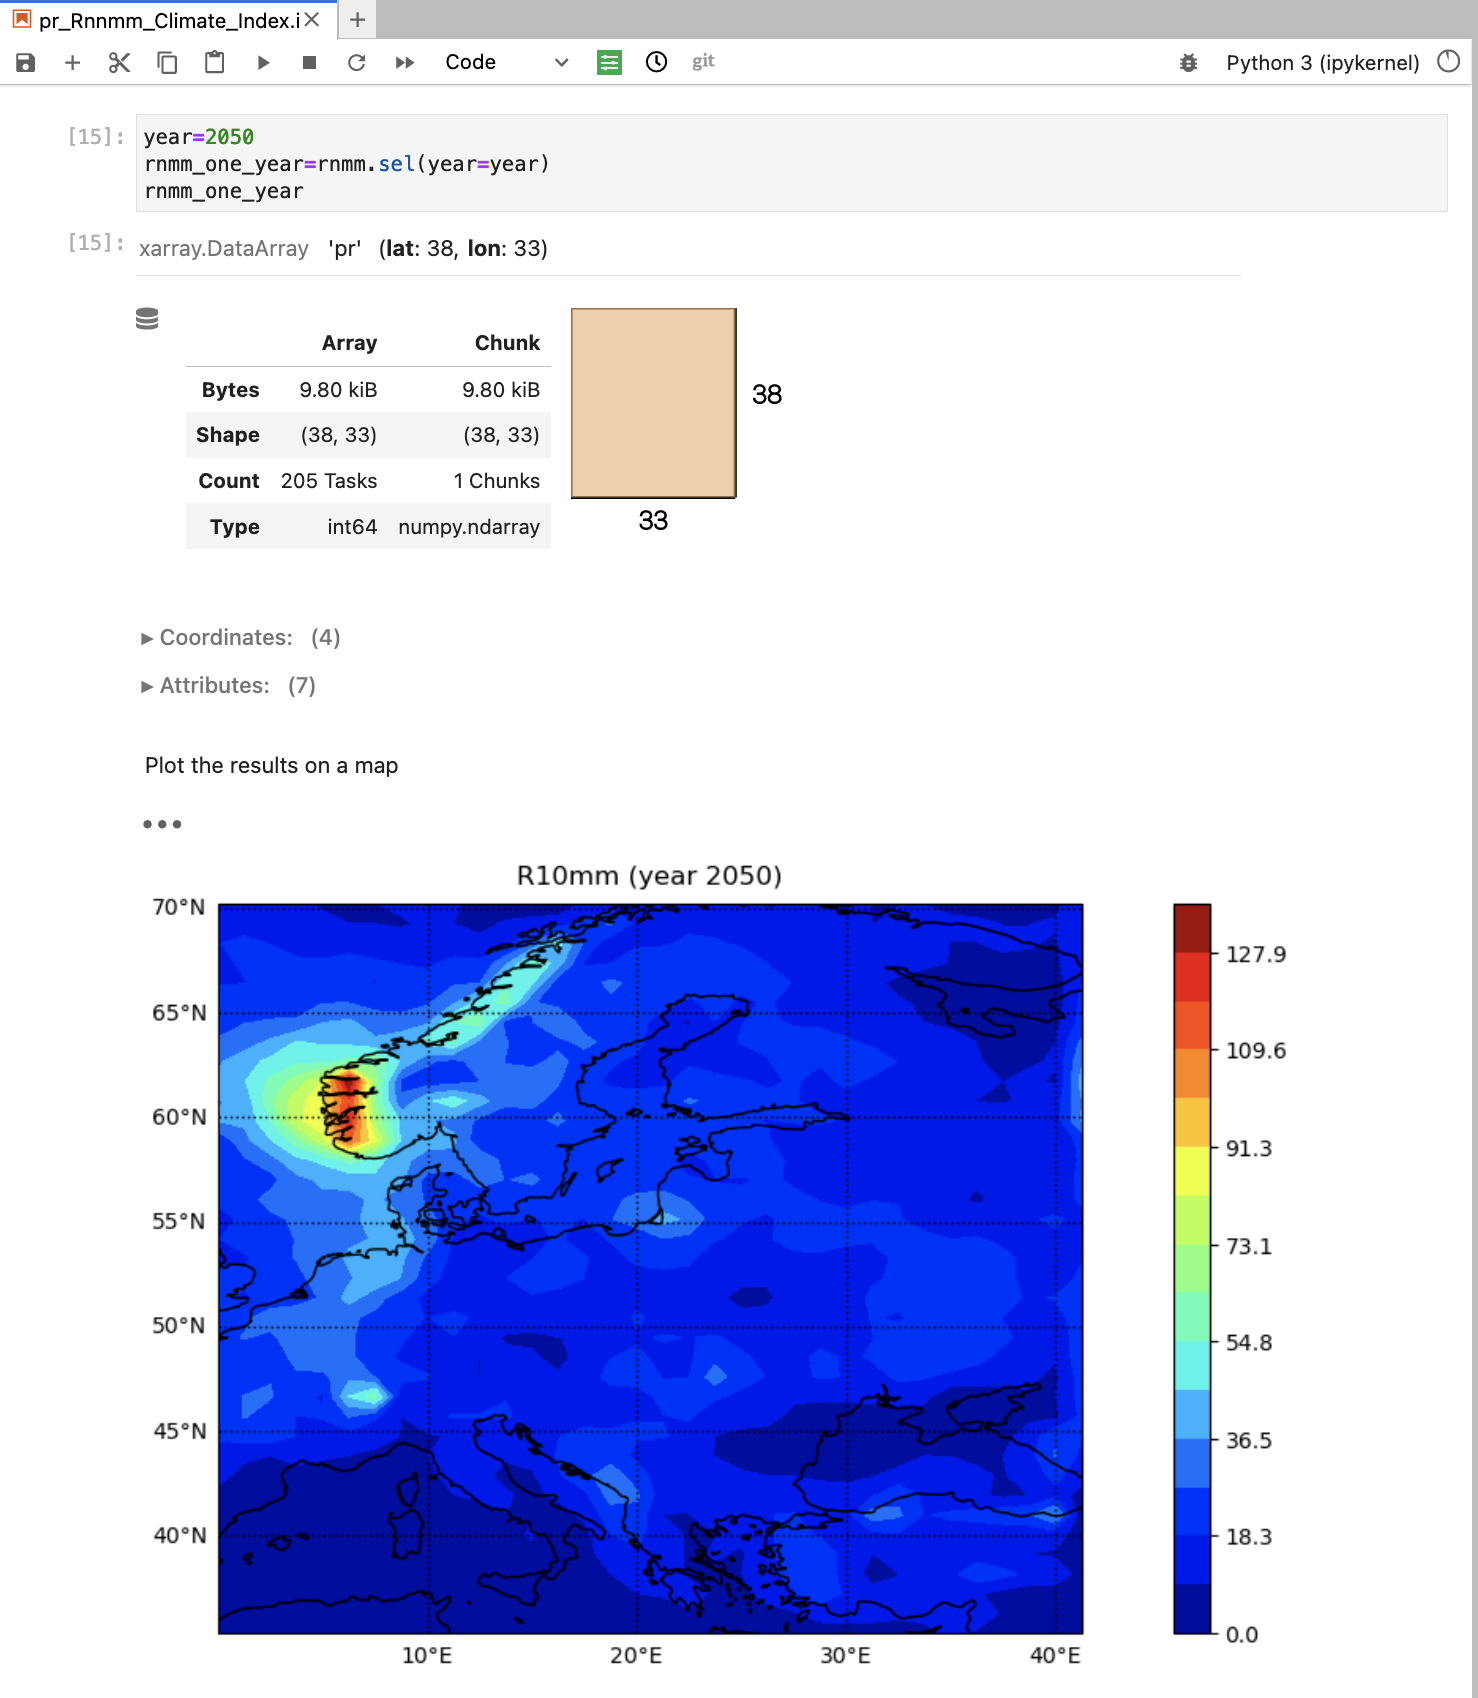 pr_Rnnmm_Climate_Index.i
Code
git
Python 3 (ipykernel)
[15]:
year=2050
rnmm_one_year=rnmm.sel(year=year)
rnmm_one_year
[15]:
xarray.DataArray 'pr' (lat: 38, lon: 33)
Array Chunk
Bytes 9.80 kiB 9.80 kiB
Shape (38, 33) (38, 33)
Count 205 Tasks 1 Chunks
Type int64 numpy.ndarray
38
33
Coordinates: (4)
Attributes: (7)
Plot the results on a map
R10mm (year 2050)
70°N
65°N
60°N
55°N
50°N
45°N
40°N
10°E 20°E 30°E 40°E
127.9
109.6
91.3
73.1
54.8
36.5
18.3
0.0